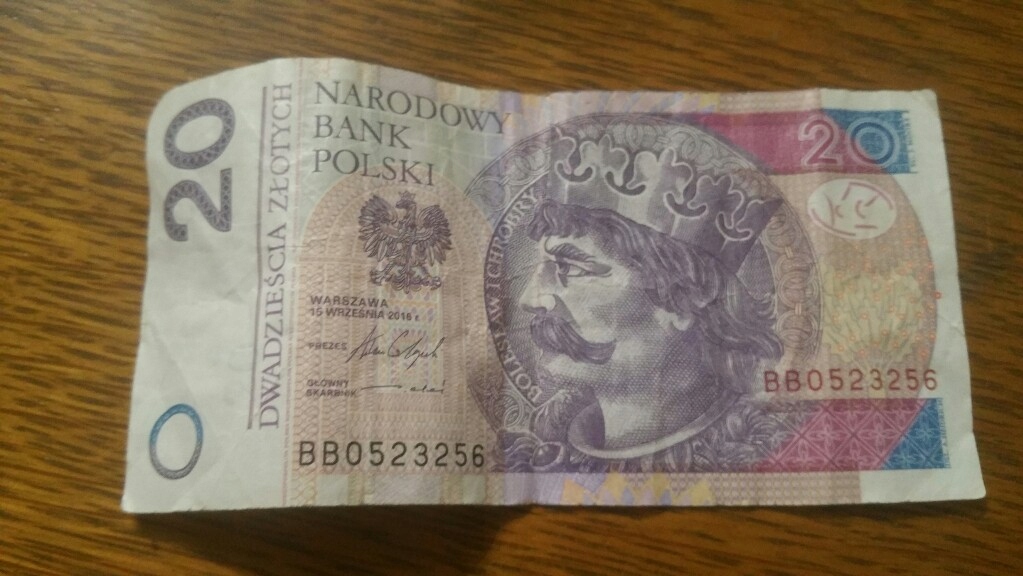 20
DWADZIEŚCIA ZŁOTYCH
NARODOWY
BANK
POLSKI
WARSZAWA
15 WRZEŚNIA 2016 r.
PREZES
GŁÓWNY
SKARBNIK
BB0523256
BOLESŁAW I CHROBRY
20
BB0523256